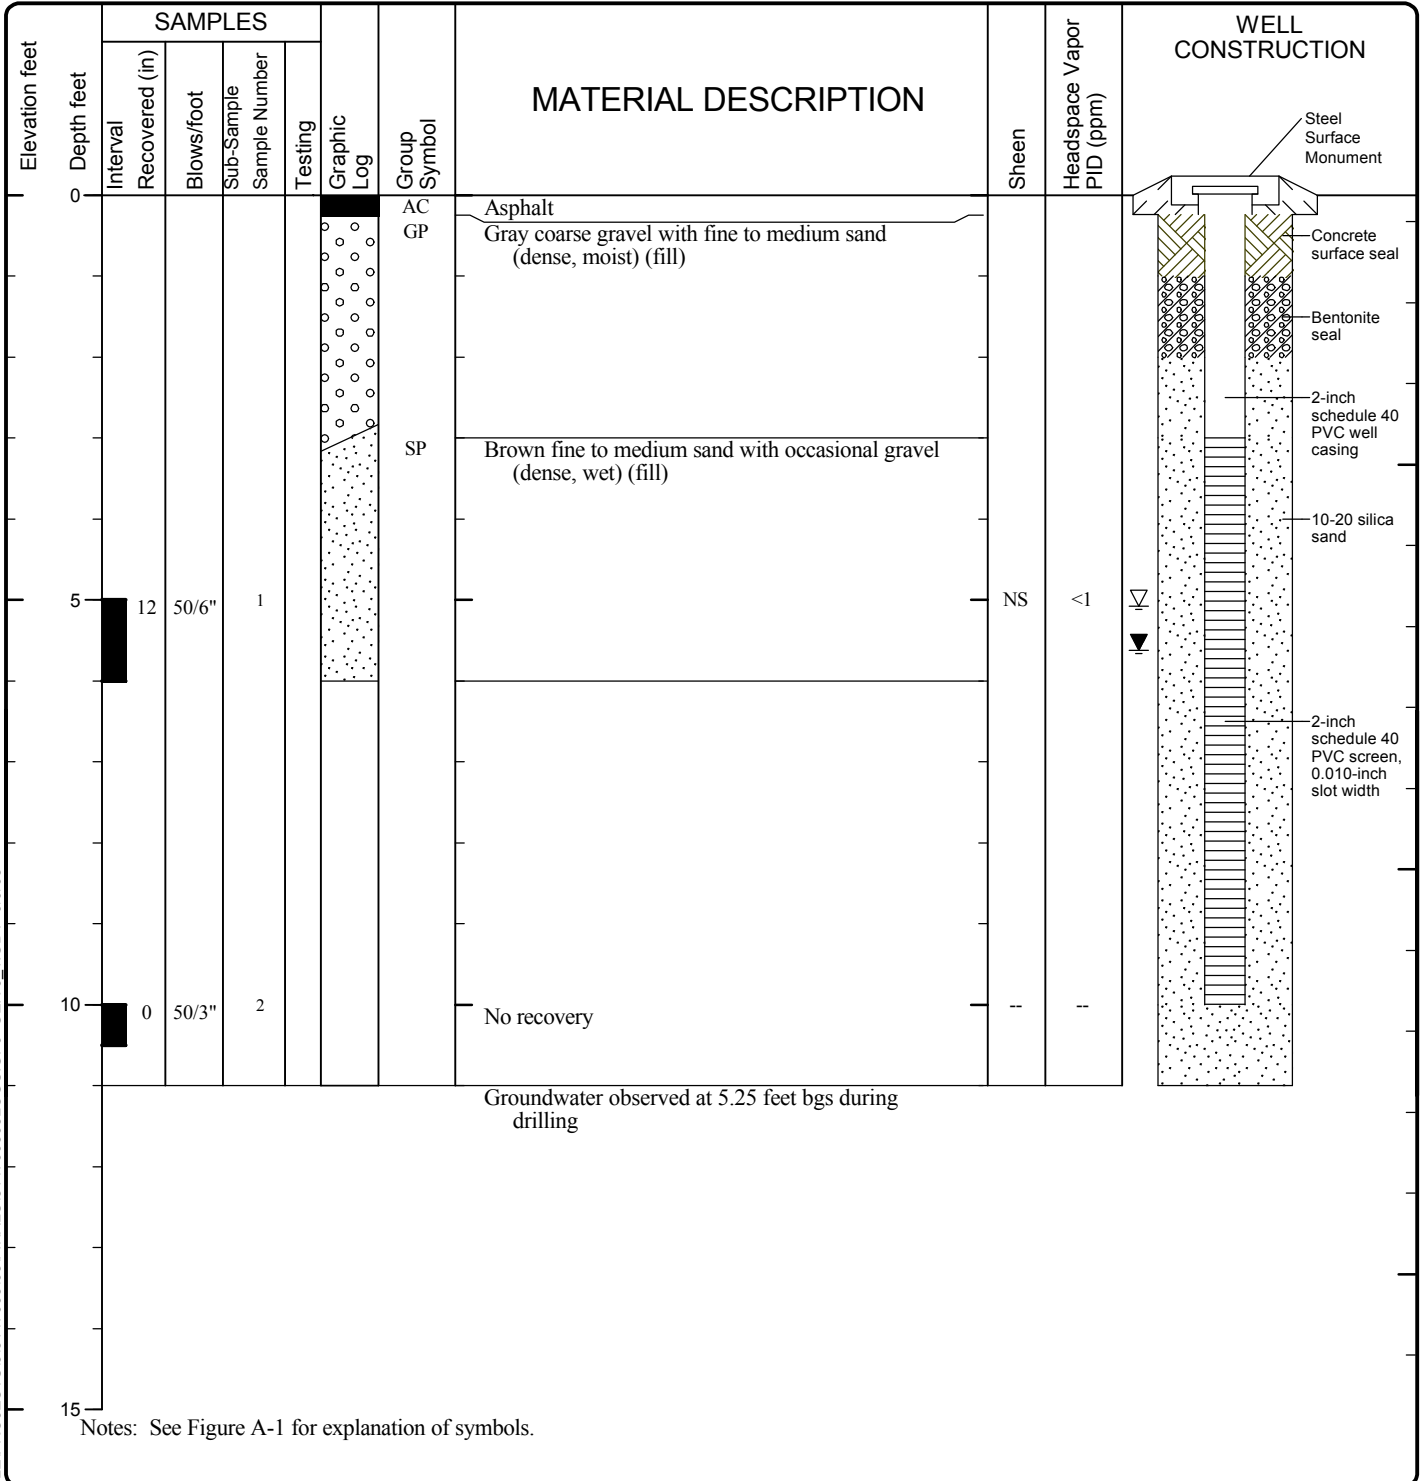 SAMPLES
Elevation feet
Depth feet
Interval
Recovered (in)
Blows/foot
Sub-Sample
Sample Number
Testing
Graphic
Log
Group
Symbol
MATERIAL DESCRIPTION
Sheen
Headspace Vapor
PID (ppm)
WELL
CONSTRUCTION
Steel
Surface
Monument
0
AC
Asphalt
GP
Gray coarse gravel with fine to medium sand
(dense, moist) (fill)
Concrete
surface seal
Bentonite
seal
2-inch
schedule 40
PVC well
casing
SP
Brown fine to medium sand with occasional gravel
(dense, wet) (fill)
10-20 silica
sand
5
12
50/6"
1
NS
<1
2-inch
schedule 40
PVC screen,
0.010-inch
slot width
10
0
50/3"
2
No recovery
--
--
Groundwater observed at 5.25 feet bgs during
drilling
15
Notes: See Figure A-1 for explanation of symbols.